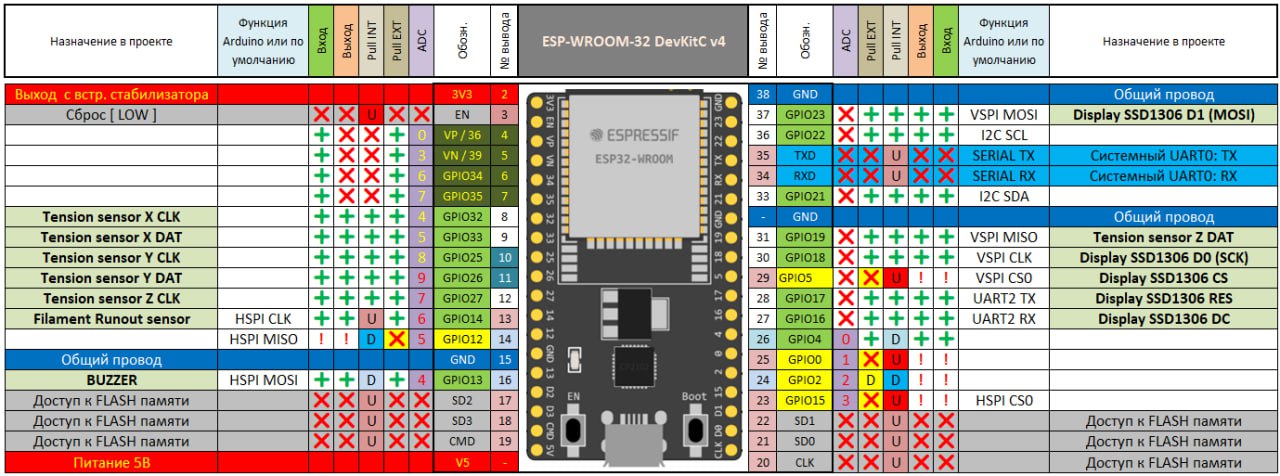 Назначение в проекте Функция Arduino или по умолчанию Вход Выход Pull INT Pull EXT ADC Обозн. № вывода ESP-WROOM-32 DevKitC v4 № вывода Обозн. ADC Pull EXT Pull INT Выход Вход Функция Arduino или по умолчанию Назначение в проекте
Выход с встр. стабилизатора 3V3 2 3V3 GND 38 GND Общий провод
Сброс [ LOW ] U EN 3 EN 23 37 GPIO23 VSPI MOSI Display SSD1306 D1 (MOSI)
0 VP / 36 4 VP 22 36 GPIO22 I2C SCL
3 VN / 39 5 VN TX 35 TXD U SERIAL TX Системный UART0: TX
6 GPIO34 6 34 RX 34 RXD U SERIAL RX Системный UART0: RX
7 GPIO35 7 35 21 33 GPIO21 I2C SDA
Tension sensor X CLK 4 GPIO32 8 32 GND - GND Общий провод
Tension sensor X DAT 5 GPIO33 9 33 19 31 GPIO19 VSPI MISO Tension sensor Z DAT
Tension sensor Y CLK 8 GPIO25 10 25 18 30 GPIO18 VSPI CLK Display SSD1306 D0 (SCK)
Tension sensor Y DAT 9 GPIO26 11 26 5 29 GPIO5 U ! ! VSPI CS0 Display SSD1306 CS
Tension sensor Z CLK 7 GPIO27 12 27 17 28 GPIO17 UART2 TX Display SSD1306 RES
Filament Runout sensor HSPI CLK U 6 GPIO14 13 14 16 27 GPIO16 UART2 RX Display SSD1306 DC
HSPI MISO ! ! D 5 GPIO12 14 12 4 26 GPIO4 0 D
Общий провод GND 15 GND 0 25 GPIO0 1 U ! !
BUZZER HSPI MOSI D 4 GPIO13 16 13 2 24 GPIO2 2 D D ! !
Доступ к FLASH памяти U SD2 17 D2 15 23 GPIO15 3 U ! ! HSPI CS0
Доступ к FLASH памяти U SD3 18 D3 D1 22 SD1 U Доступ к FLASH памяти
Доступ к FLASH памяти U CMD 19 CMD D0 21 SD0 U Доступ к FLASH памяти
Питание 5В V5 - 5V CLK 20 CLK U Доступ к FLASH памяти
ESPRESSIF
ESP32-WROOM
EN Boot